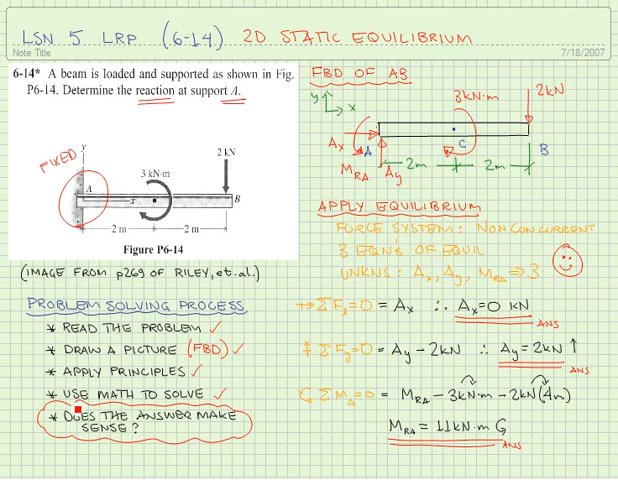 LSN 5 LRP (6-14) 2D STATIC EQUILIBRIUM
Note Title
7/18/2007
6-14* A beam is loaded and supported as shown in Fig.
P6-14. Determine the reaction at support A.
FIXED
y
2 kN
3 kN·m
A
x
B
2 m
2 m
Figure P6-14
(IMAGE FROM p269 OF RILEY, et. al.)
PROBLEM SOLVING PROCESS
* READ THE PROBLEM ✓
* DRAW A PICTURE (FBD) ✓
* APPLY PRINCIPLES ✓
* USE MATH TO SOLVE ✓
* DOES THE ANSWER MAKE
SENSE ?
FBD OF AB
y
x
3kN·m
2kN
Ax
A
C
B
MRA
Ay
2m
2m
APPLY EQUILIBRIUM
FORCE SYSTEM: NONCONCURRENT
3 EQNS OF EQUIL
UNKNS: Ax, Ay, MRA ⇒ 3
→ΣFx=0 = Ax ∴ Ax=0 kN
ANS
ΣFy=0 = Ay - 2kN ∴ Ay = 2kN ↑
ANS
ΣMA=0 = MRA - 3kN·m - 2kN(4m)
MRA = 11kN·m
ANS